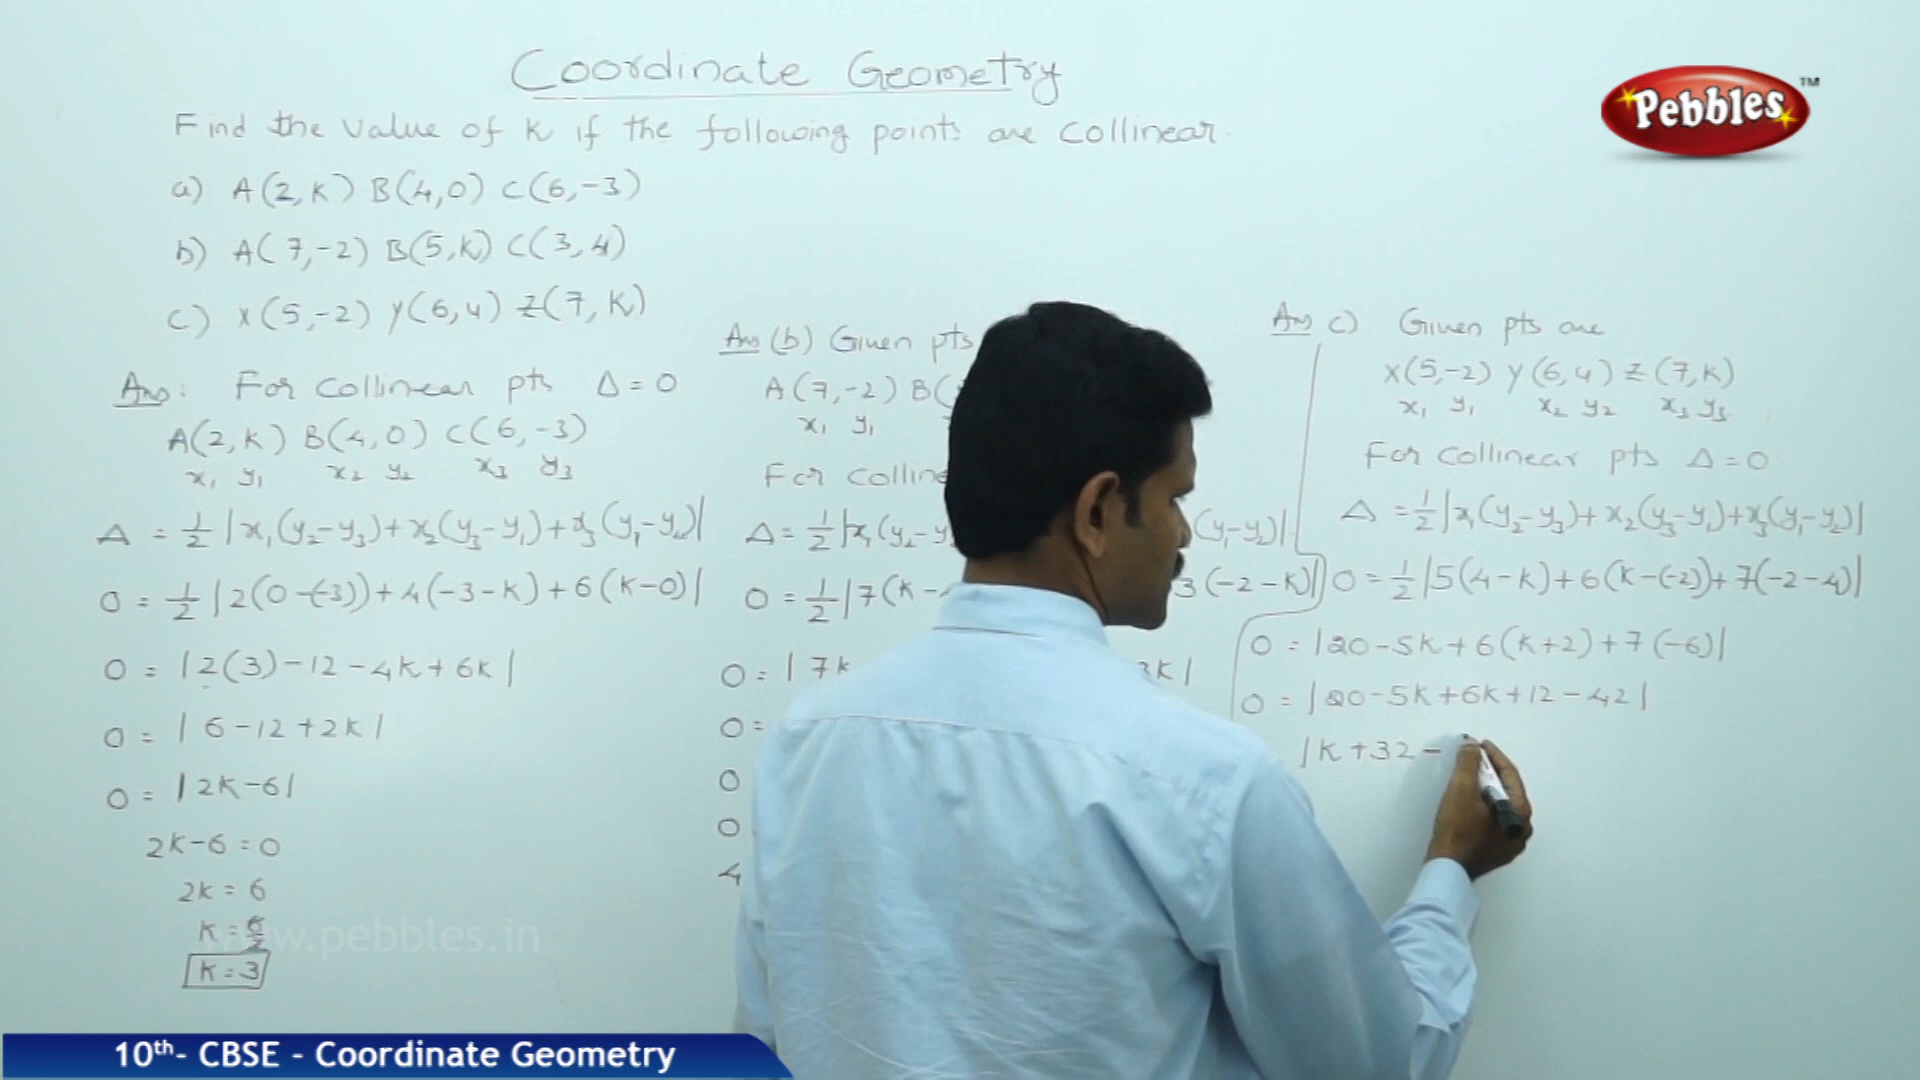 Coordinate Geometry
Pebbles™
Find the value of K if the following points are collinear.
a) A(2,K) B(4,0) C(6,-3)
b) A(7,-2) B(5,K) C(3,4)
c) X(5,-2) Y(6,4) Z(7,K)
Ans: For collinear pts Δ = 0
A(2,K) B(4,0) C(6,-3)
x₁ y₁ x₂ y₂ x₃ y₃
Δ = ½ |x₁(y₂-y₃)+x₂(y₃-y₁)+x₃(y₁-y₂)|
0 = ½ |2(0-(-3))+4(-3-K)+6(K-0)|
0 = |2(3)-12-4K+6K|
0 = |6-12+2K|
0 = |2K-6|
2K-6 = 0
2K = 6
K = 6/2
K = 3
Ans (b) Given pts
A(7,-2) B(
x₁ y₁
For
Δ = ½ |x₁(y₂-y (y₁-y₂)|
0 = ½ |7(K- 3(-2-K)|
0 = | 7K K|
0 =
0
0
4
Ans c) Given pts are
X(5,-2) Y(6,4) Z(7,K)
x₁ y₁ x₂ y₂ x₃ y₃
For collinear pts Δ = 0
Δ = ½ |x₁(y₂-y₃)+x₂(y₃-y₁)+x₃(y₁-y₂)|
0 = ½ |5(4-K)+6(K-(-2))+7(-2-4)|
0 = |20-5K+6(K+2)+7(-6)|
0 = |20-5K+6K+12-42|
|K+32-
www.pebbles.in
10th- CBSE - Coordinate Geometry